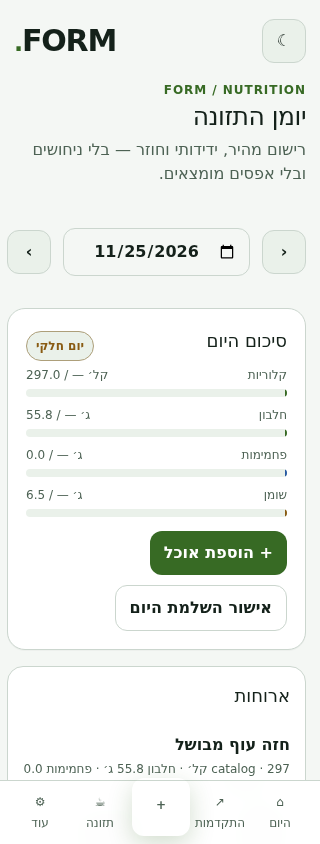 FORM.
FORM / NUTRITION
יומן התזונה
רישום מהיר, ידידותי וחוזר — בלי ניחושים
ובלי אפסים מומצאים.
11/25/2026
סיכום היום
יום חלקי
קלוריות
297.0 / — קל׳
חלבון
55.8 / — ג׳
פחמימות
0.0 / — ג׳
שומן
6.5 / — ג׳
+ הוספת אוכל
אישור השלמת היום
ארוחות
חזה עוף מבושל
catalog · 297 קל׳ · חלבון 55.8 ג׳ · פחמימות 0.0
היום
התקדמות
+
תזונה
עוד